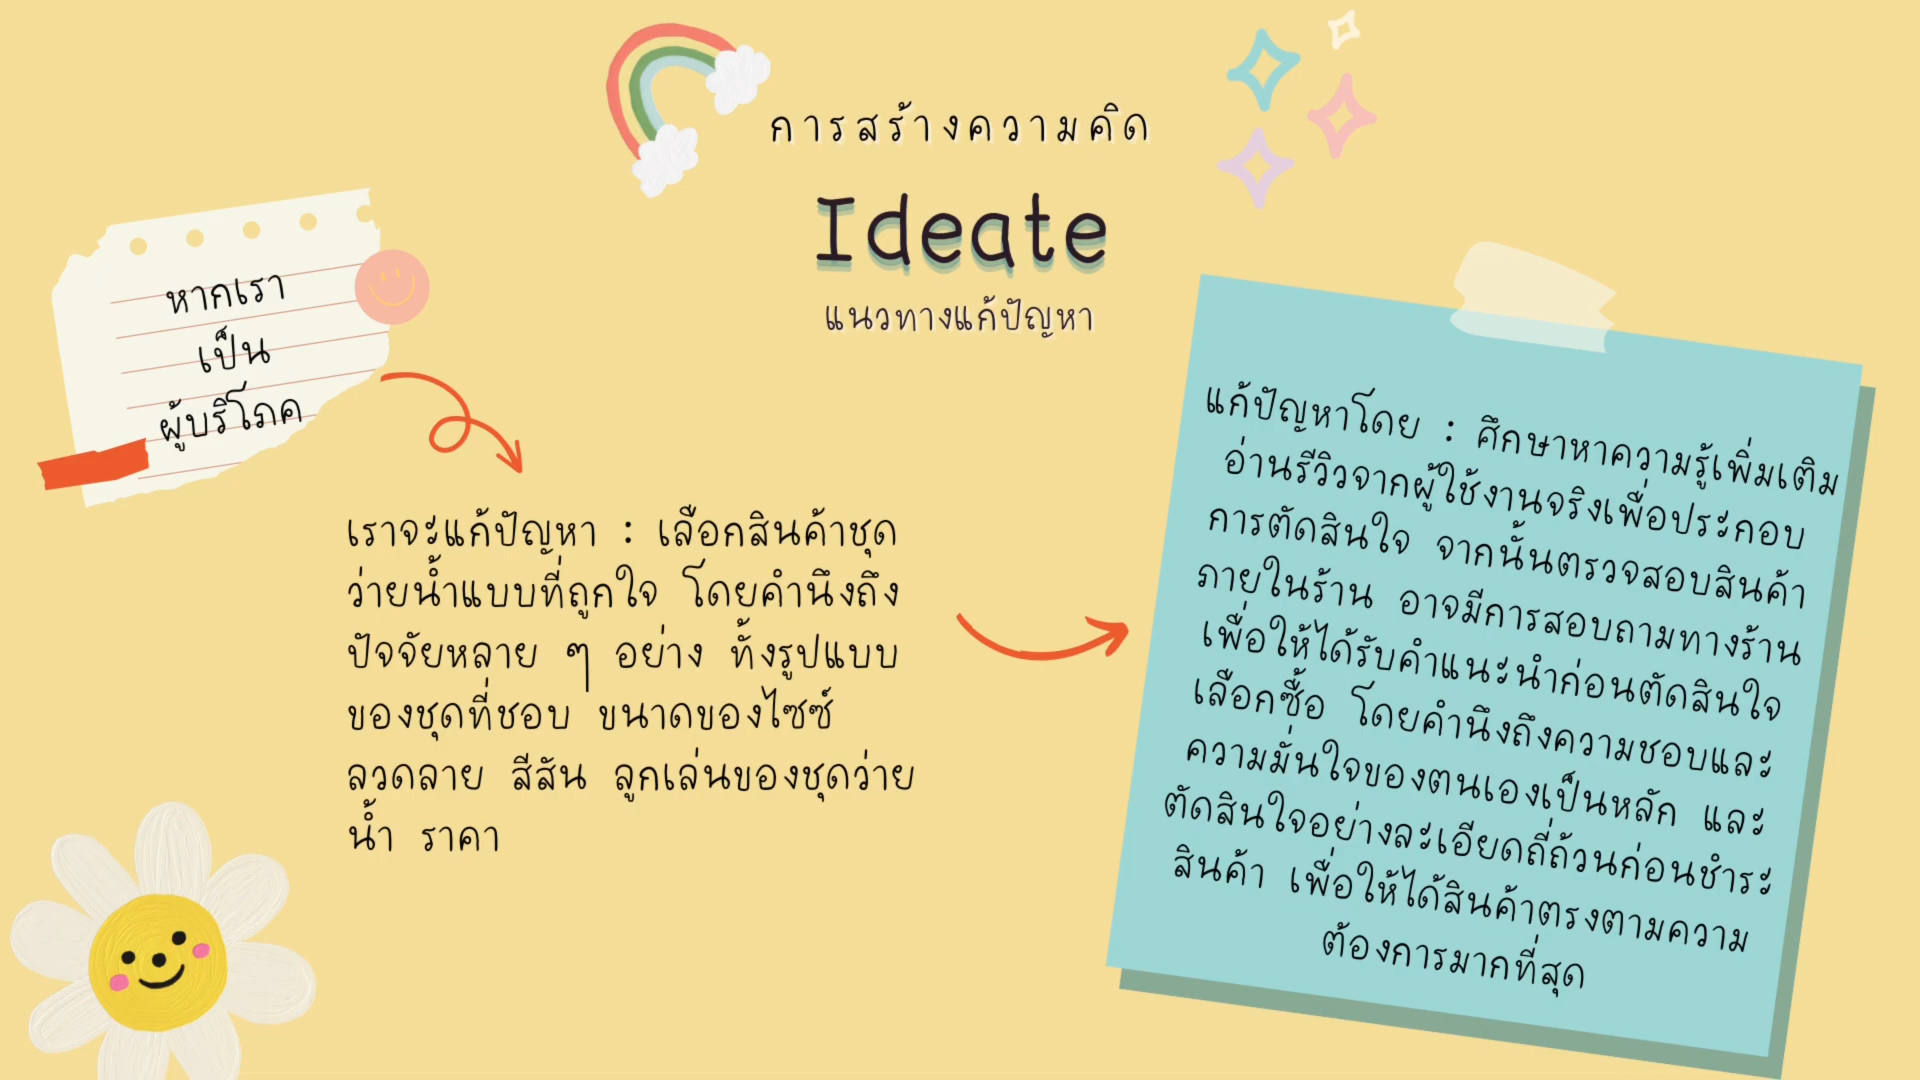 การสร้างความคิด
Ideate
แนวทางแก้ปัญหา
หากเรา
เป็น
ผู้บริโภค
เราจะแก้ปัญหา : เลือกสินค้าชุด
ว่ายน้ำแบบที่ถูกใจ โดยคำนึงถึง
ปัจจัยหลาย ๆ อย่าง ทั้งรูปแบบ
ของชุดที่ชอบ ขนาดของไซซ์
ลวดลาย สีสัน ลูกเล่นของชุดว่าย
น้ำ ราคา
แก้ปัญหาโดย : ศึกษาหาความรู้เพิ่มเติม
อ่านรีวิวจากผู้ใช้งานจริงเพื่อประกอบ
การตัดสินใจ จากนั้นตรวจสอบสินค้า
ภายในร้าน อาจมีการสอบถามทางร้าน
เพื่อให้ได้รับคำแนะนำก่อนตัดสินใจ
เลือกซื้อ โดยคำนึงถึงความชอบและ
ความมั่นใจของตนเองเป็นหลัก และ
ตัดสินใจอย่างละเอียดถี่ถ้วนก่อนชำระ
สินค้า เพื่อให้ได้สินค้าตรงตามความ
ต้องการมากที่สุด